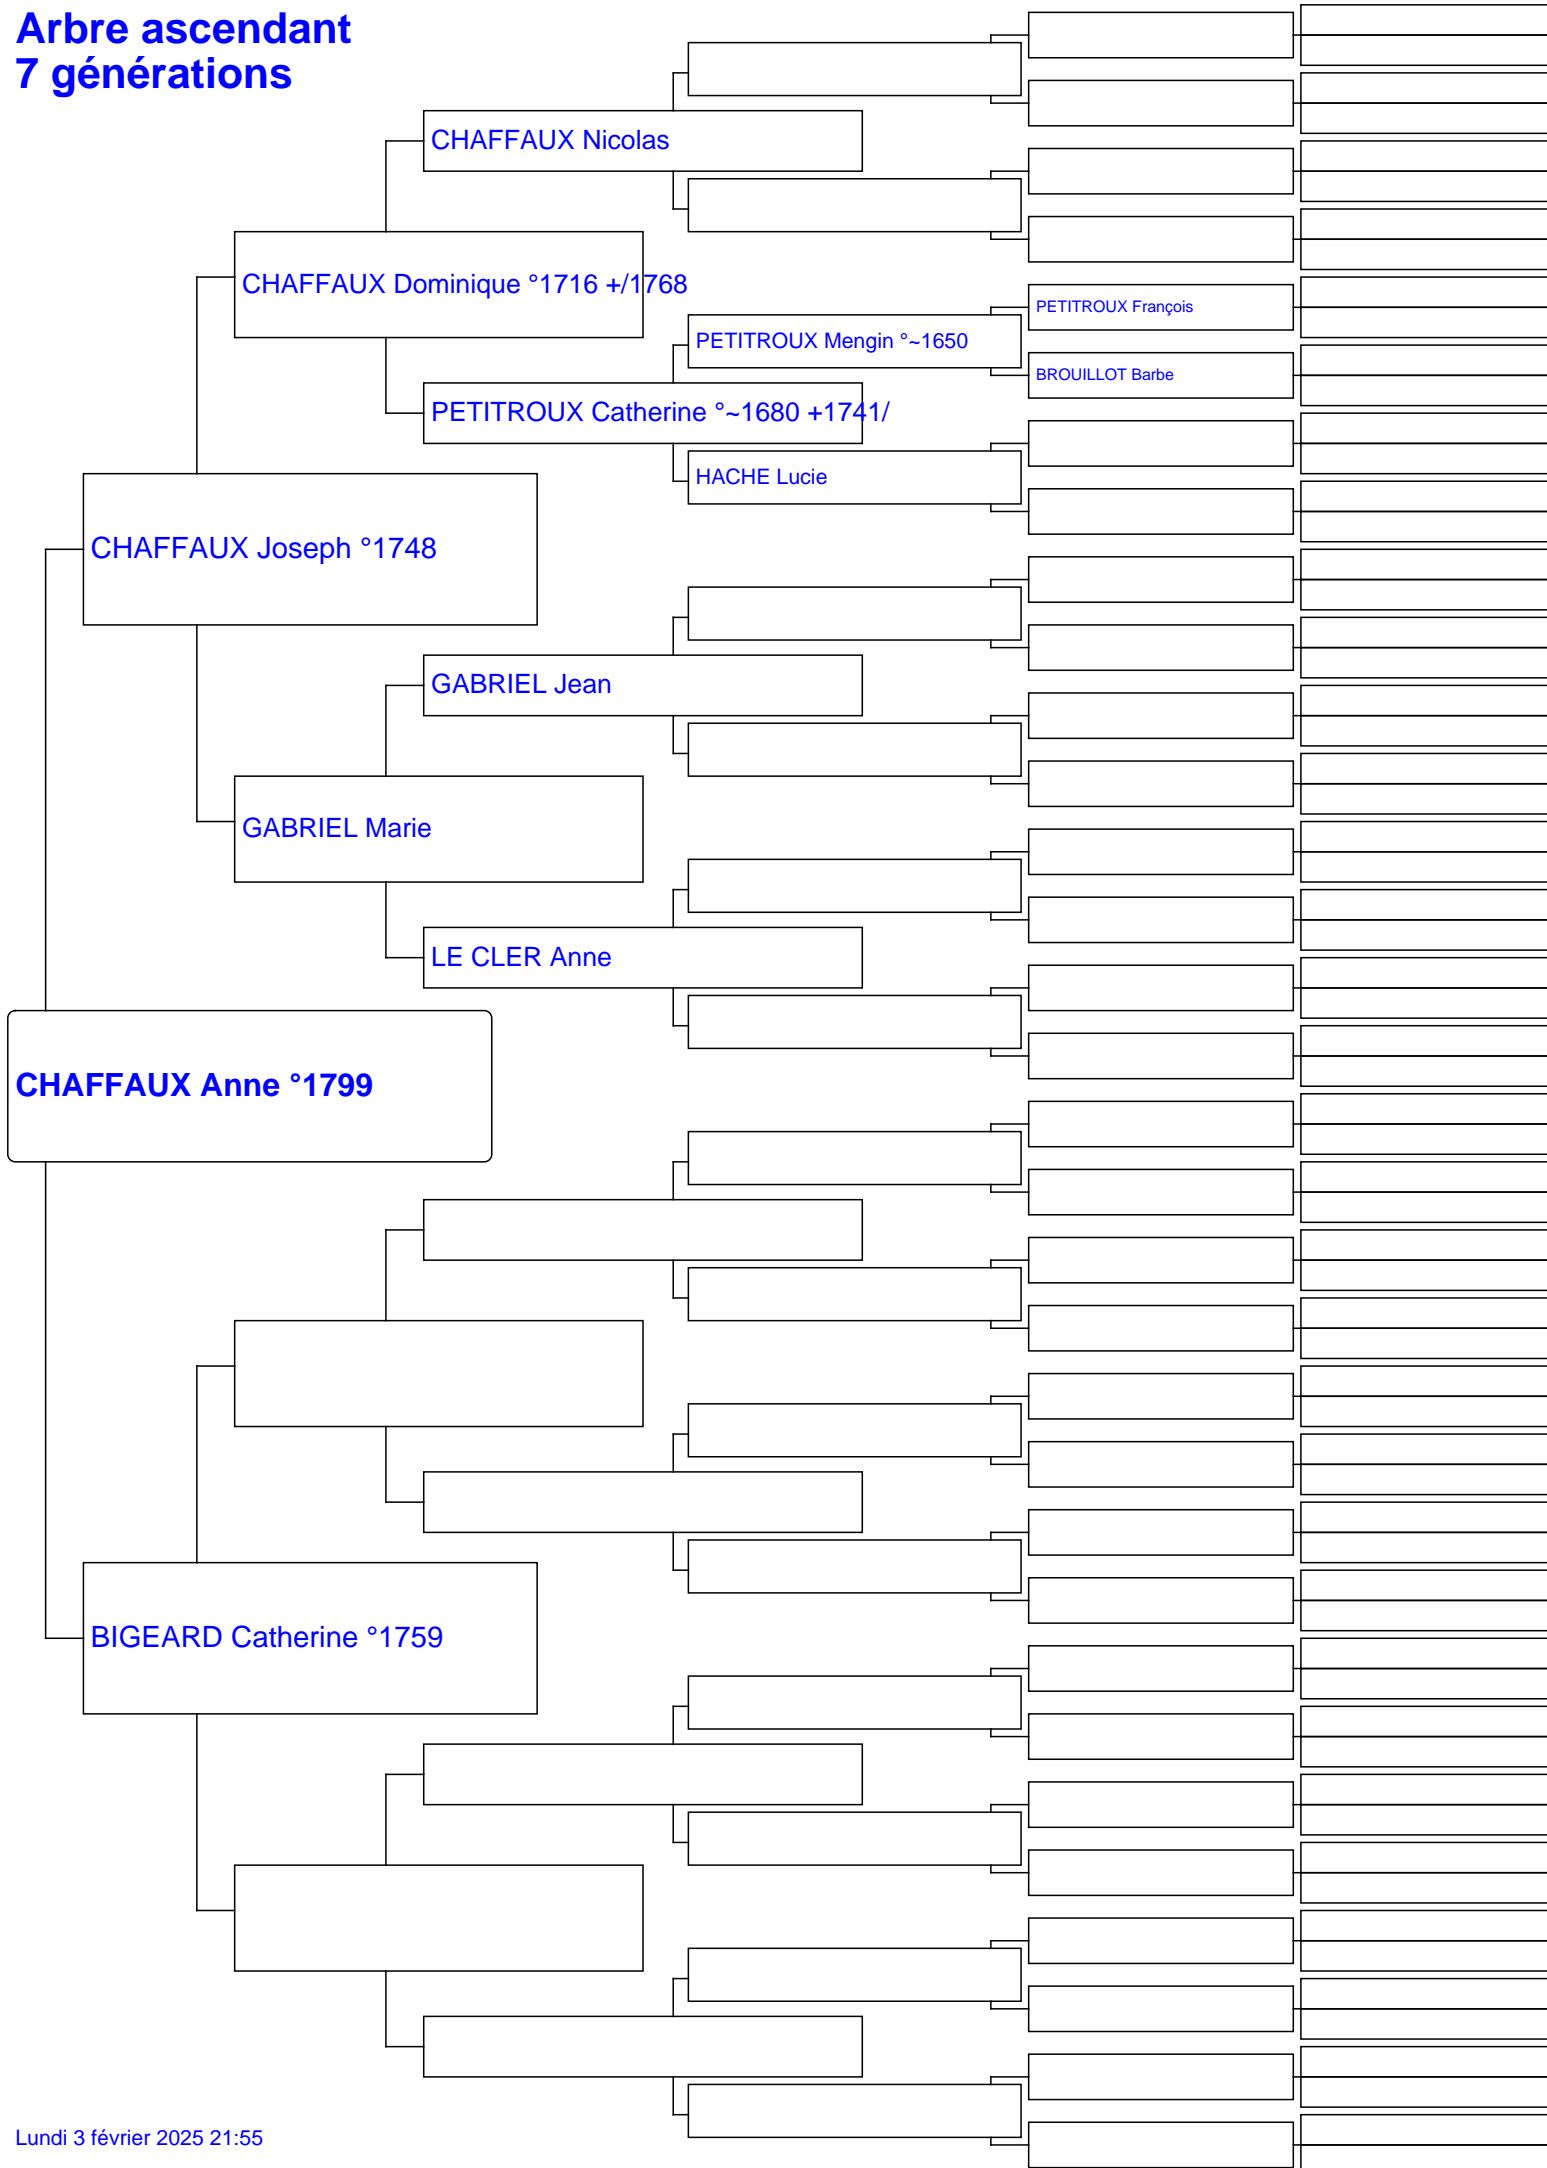 Arbre ascendant
7 générations
CHAFFAUX Nicolas
CHAFFAUX Dominique °1716 +/1768
PETITROUX François
PETITROUX Mengin °~1650
BROUILLOT Barbe
PETITROUX Catherine °~1680 +1741/
HACHE Lucie
CHAFFAUX Joseph °1748
GABRIEL Jean
GABRIEL Marie
LE CLER Anne
CHAFFAUX Anne °1799
BIGEARD Catherine °1759
Lundi 3 février 2025 21:55